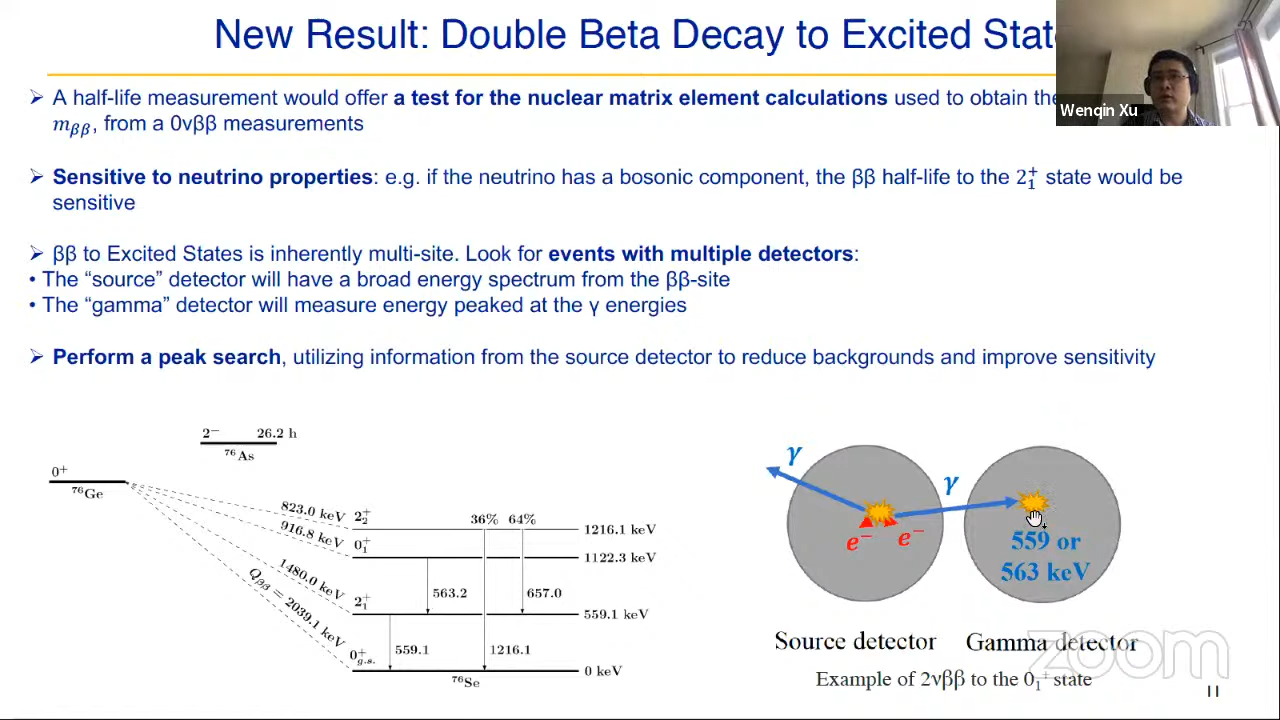 New Result: Double Beta Decay to Excited State
Wenqin Xu
➢ A half-life measurement would offer a test for the nuclear matrix element calculations used to obtain the
m_ββ, from a 0νββ measurements
➢ Sensitive to neutrino properties: e.g. if the neutrino has a bosonic component, the ββ half-life to the 2₁⁺ state would be
sensitive
➢ ββ to Excited States is inherently multi-site. Look for events with multiple detectors:
• The “source” detector will have a broad energy spectrum from the ββ-site
• The “gamma” detector will measure energy peaked at the γ energies
➢ Perform a peak search, utilizing information from the source detector to reduce backgrounds and improve sensitivity
2⁻ 26.2 h
⁷⁶As
0⁺
⁷⁶Ge
823.0 keV
916.8 keV
1480.0 keV
Qββ = 2039.1 keV
2₂⁺
36% 64%
1216.1 keV
0₁⁺
1122.3 keV
563.2
657.0
2₁⁺
559.1 keV
559.1
1216.1
0⁺g.s.
0 keV
⁷⁶Se
γ
γ
e⁻
e⁻
559 or
563 keV
Source detector
Gamma detector
Example of 2νββ to the 0₁⁺ state
zoom
11